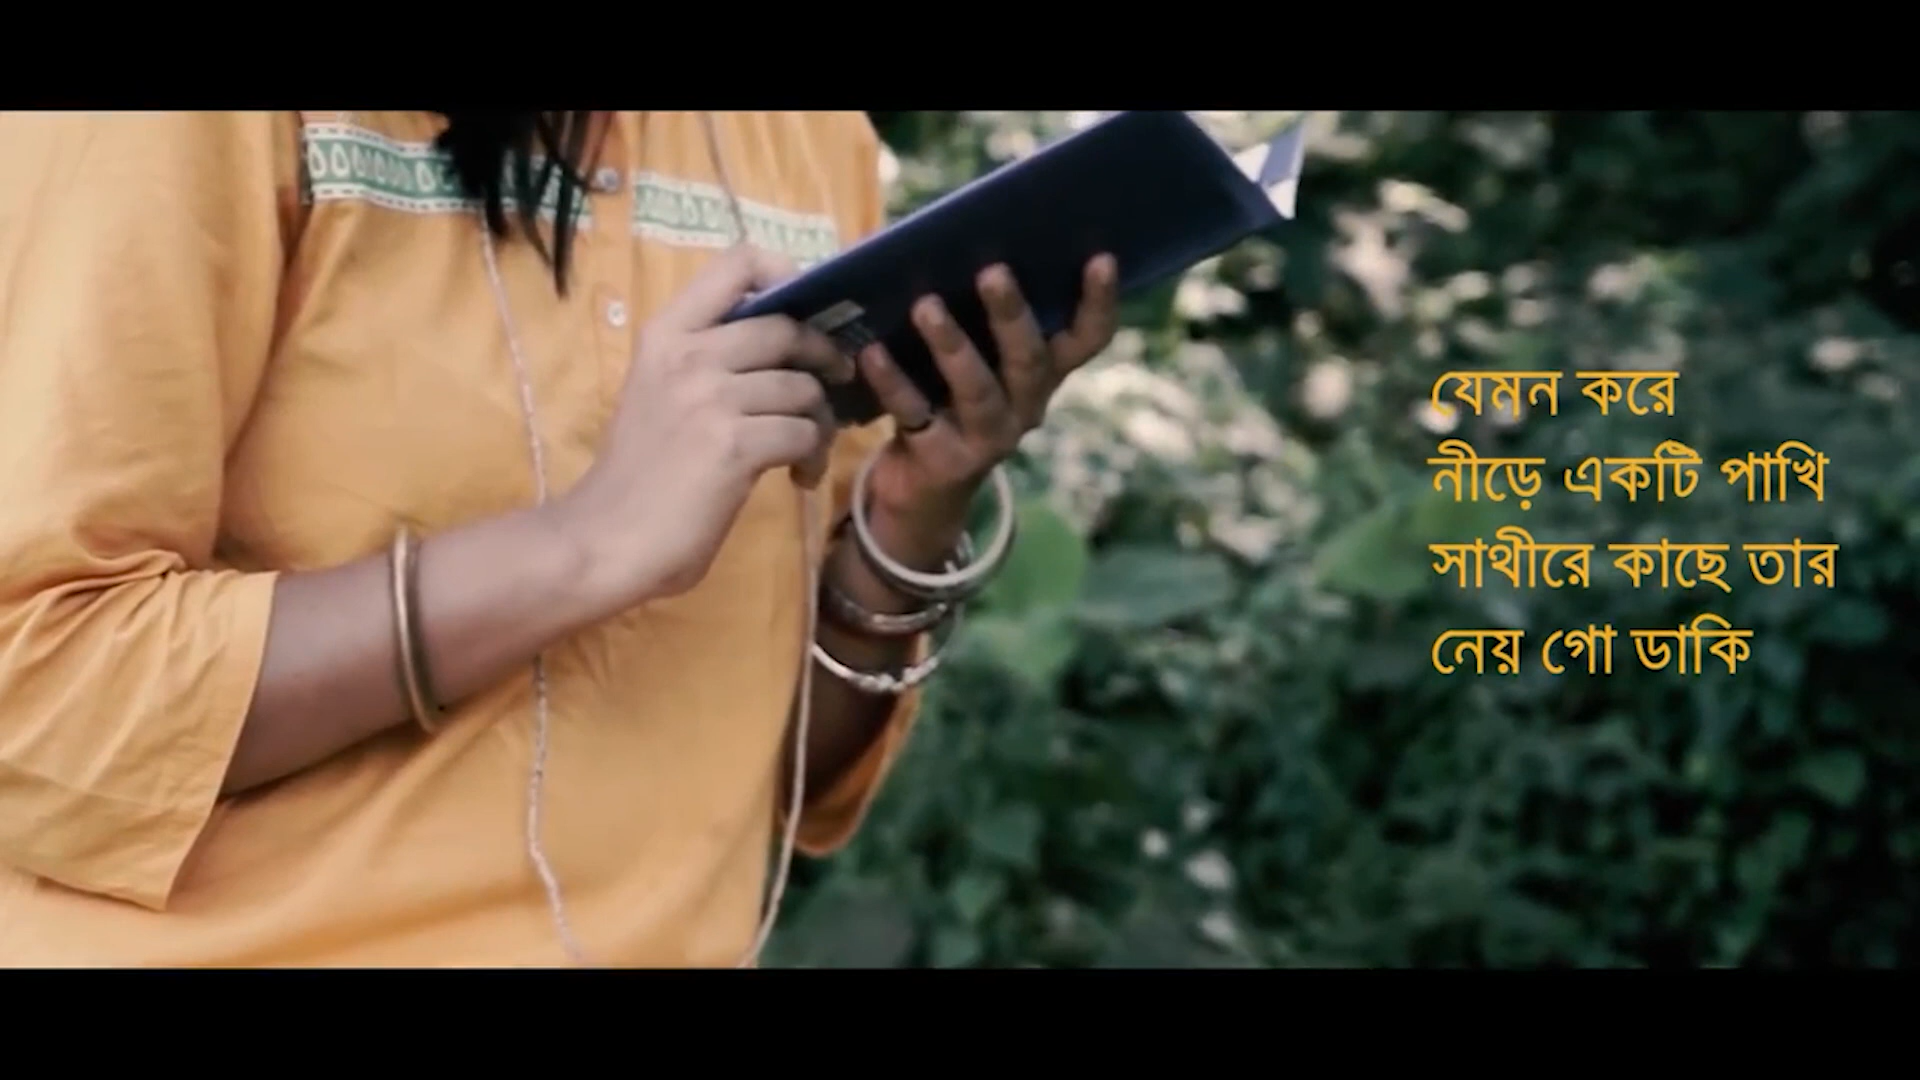 যেমন করে
নীড়ে একটি পাখি
সাথীরে কাছে তার
নেয় গো ডাকি